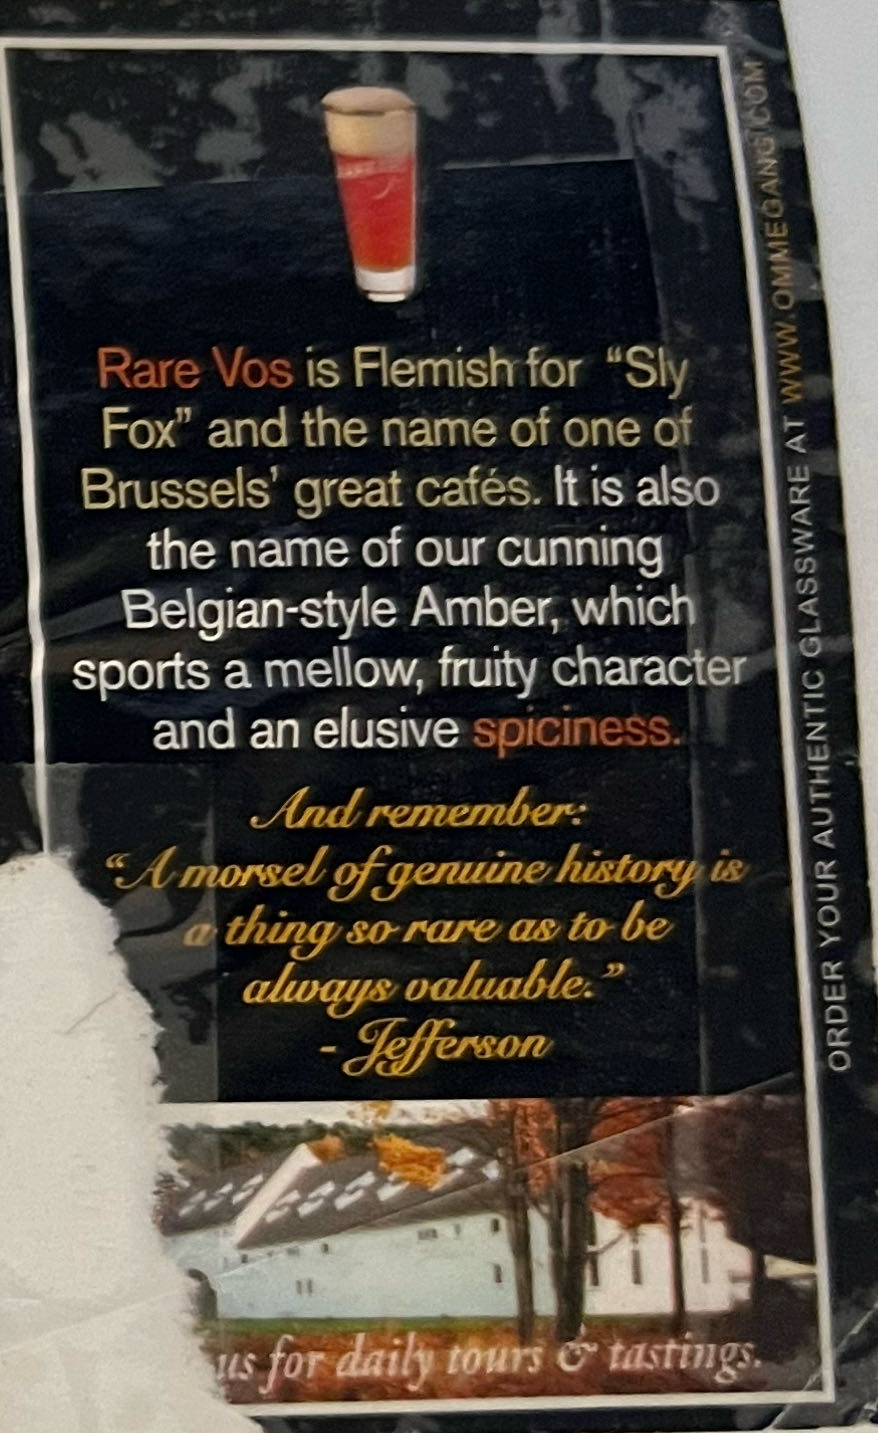 Rare Vos is Flemish for "Sly
Fox" and the name of one of
Brussels' great cafés. It is also
the name of our cunning
Belgian-style Amber, which
sports a mellow, fruity character
and an elusive spiciness.
And remember:
"A morsel of genuine history is
a thing so rare as to be
always valuable."
- Jefferson
us for daily tours & tastings.
ORDER YOUR AUTHENTIC GLASSWARE AT WWW.OMMEGANG.COM